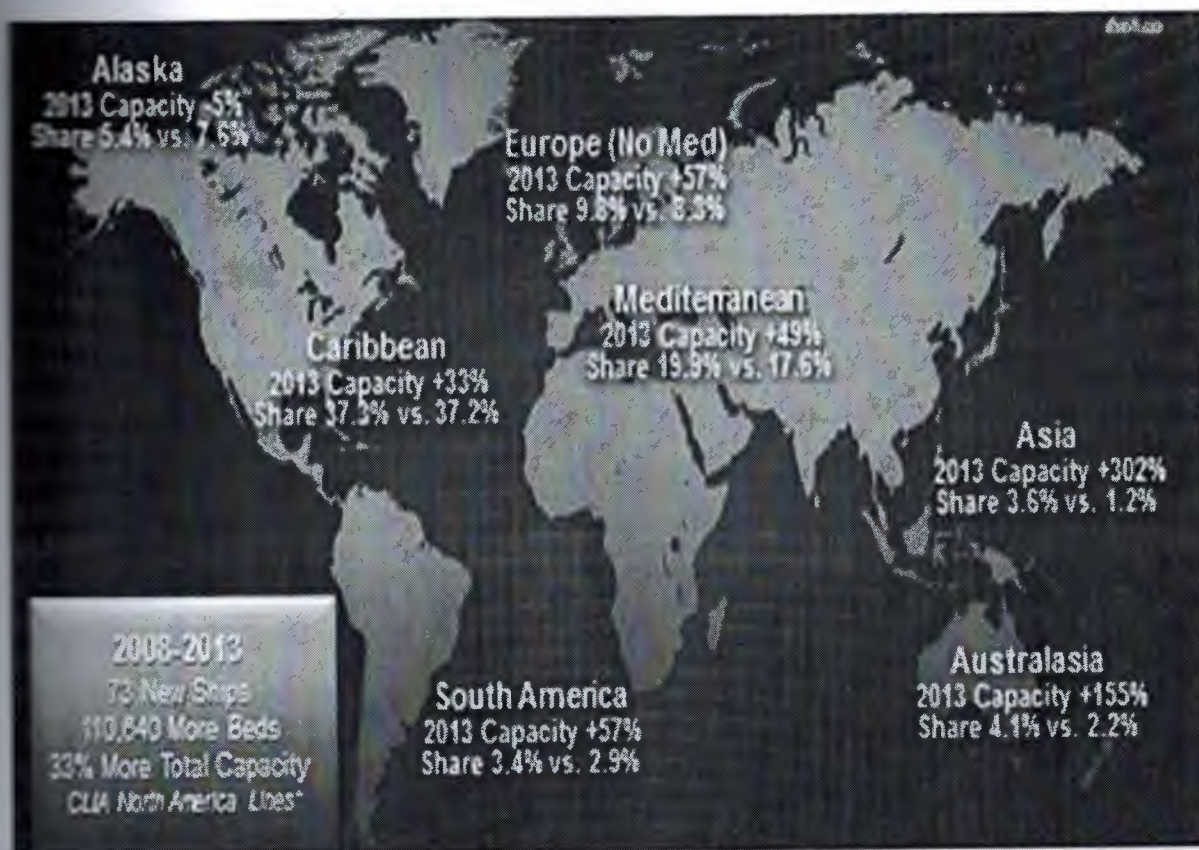 Alaska
2013 Capacity -5%
Share 5.4% vs. 7.6%
Europe (No Med)
2013 Capacity +57%
Share 9.8% vs. 8.3%
Mediterranean
2013 Capacity +49%
Share 19.9% vs. 17.6%
Caribbean
2013 Capacity +33%
Share 37.3% vs. 37.2%
Asia
2013 Capacity +302%
Share 3.6% vs. 1.2%
Australasia
2013 Capacity +155%
Share 4.1% vs. 2.2%
South America
2013 Capacity +57%
Share 3.4% vs. 2.9%
2008-2013
73 New Ships
110,640 More Beds
33% More Total Capacity
CLIA North America Lines*